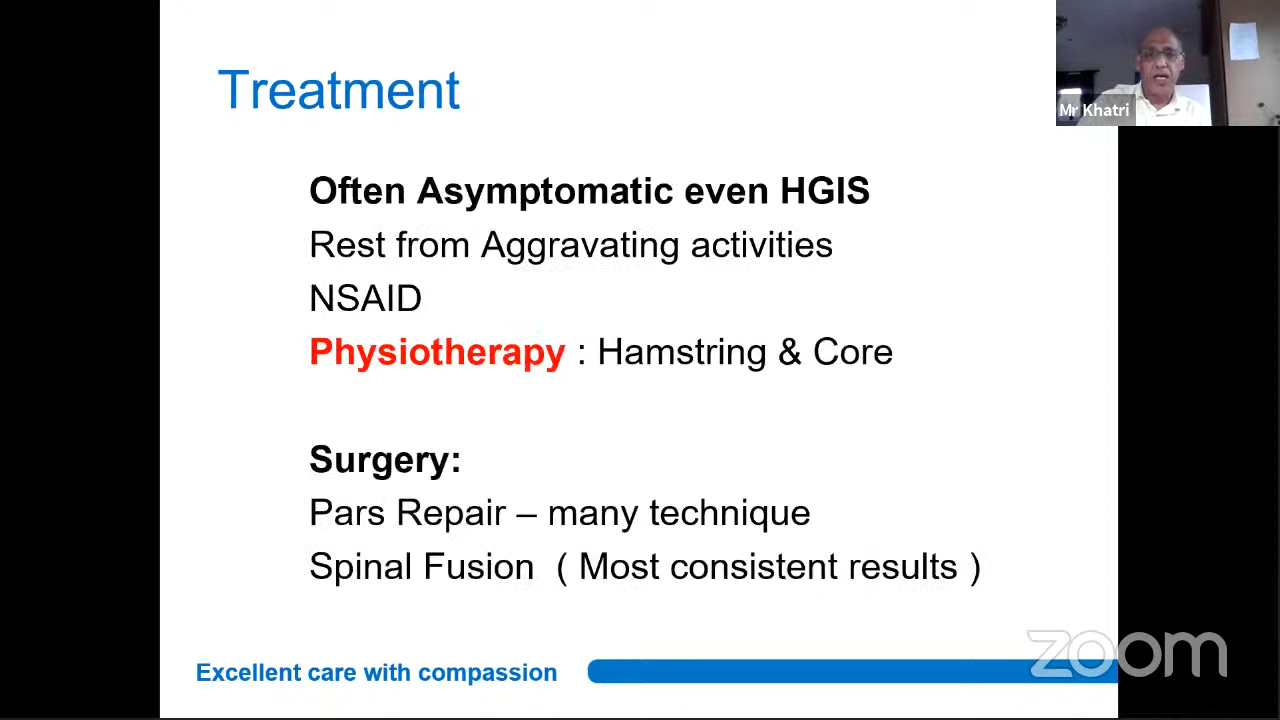 Treatment
Mr Khatri
Often Asymptomatic even HGIS
Rest from Aggravating activities
NSAID
Physiotherapy : Hamstring & Core
Surgery:
Pars Repair – many technique
Spinal Fusion ( Most consistent results )
Excellent care with compassion
zoom